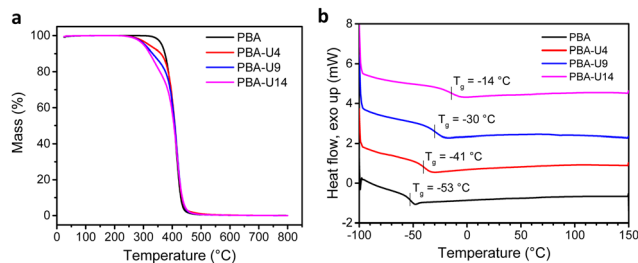 a
PBA
PBA-U4
PBA-U9
PBA-U14
100
80
60
40
20
0
Mass (%)
0 100 200 300 400 500 600 700 800
Temperature (°C)
b
PBA
PBA-U4
PBA-U9
PBA-U14
8
6
4
2
0
-2
Heat flow, exo up (mW)
Tg = -14 °C
Tg = -30 °C
Tg = -41 °C
Tg = -53 °C
-100 -50 0 50 100 150
Temperature (°C)